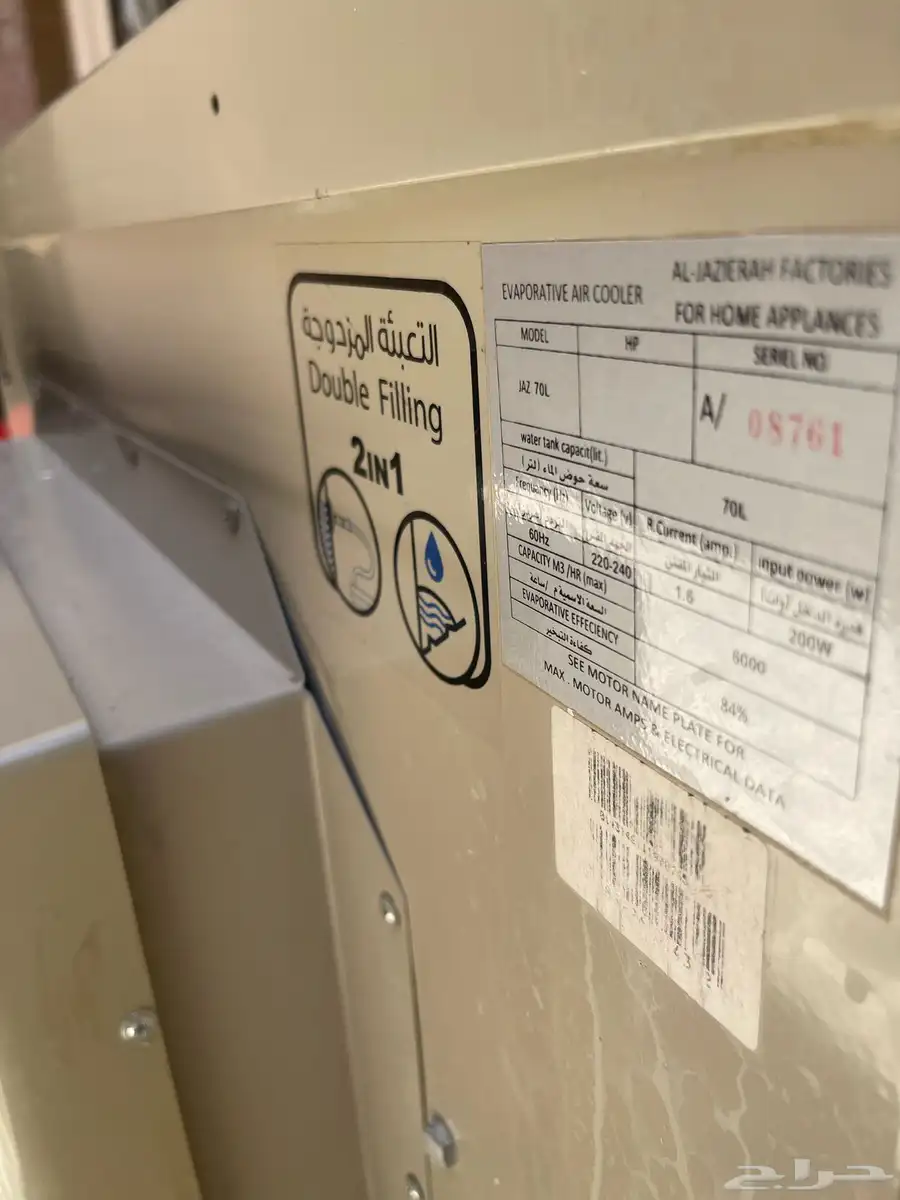 التعبئة المزدوجة
Double Filling
2IN1
EVAPORATIVE AIR COOLER
AL-JAZIERAH FACTORIES
FOR HOME APPLANCES
MODEL HP SERIEL NO
JAZ 70L A/ 08761
water tank capacit(lit.)
سعة حوض الماء (لتر)
70L
Frequency (Hz) Voltage (v) R.Current (amp.) input power (w)
60Hz 220-240 1.6 200W
CAPACITY M3 /HR (max)
6000
EVAPORATIVE EFFECIENCY
كفاءة التبخير
84%
SEE MOTOR NAME PLATE FOR
MAX . MOTOR AMPS & ELECTRICAL DATA
حراج